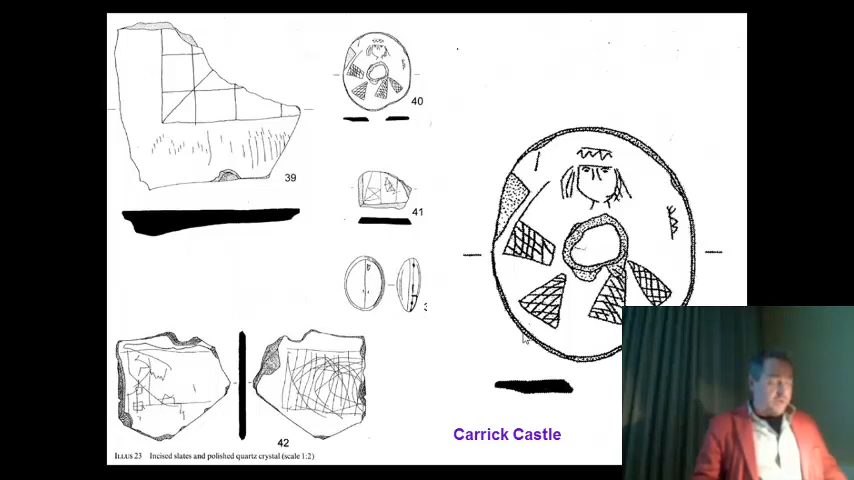 39
40
41
42
Carrick Castle
ILLUS 23 Incised slates and polished quartz crystal (scale 1:2)